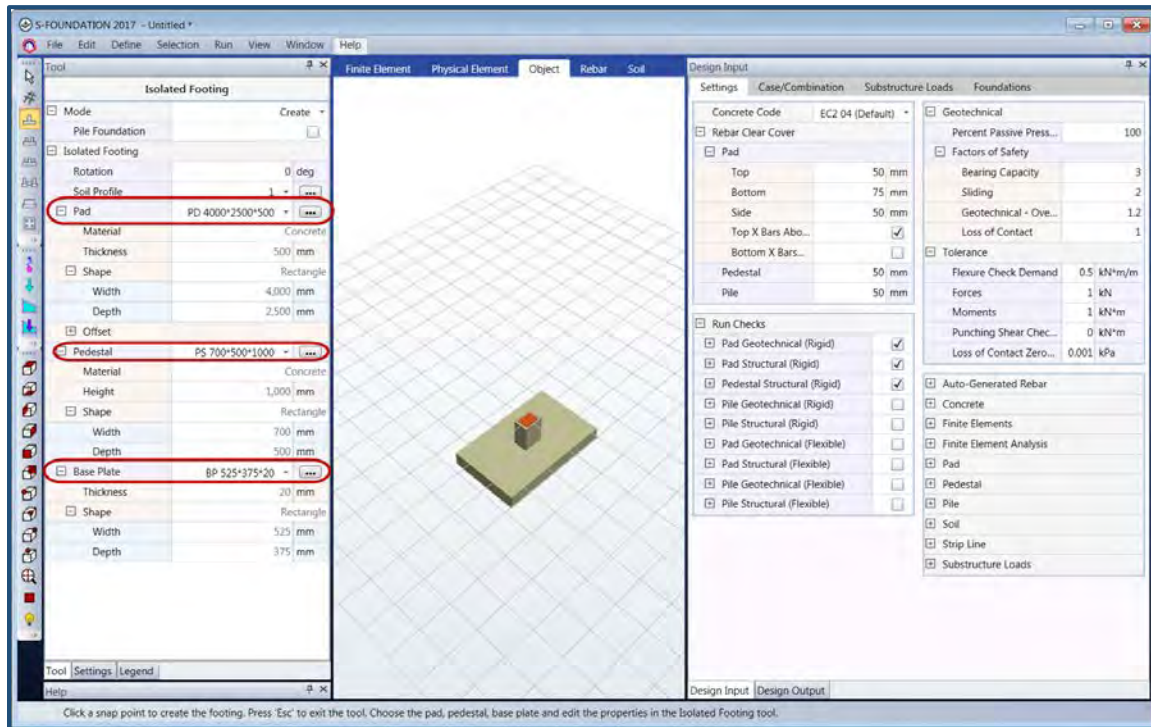 S-FOUNDATION 2017 - Untitled *
File Edit Define Selection Run View Window Help
Tool
Isolated Footing
Mode Create
Pile Foundation
Isolated Footing
Rotation 0 deg
Soil Profile 1
Pad PD 4000*2500*500
Material Concrete
Thickness 500 mm
Shape Rectangle
Width 4,000 mm
Depth 2,500 mm
Offset
Pedestal PS 700*500*1000
Material Concrete
Height 1,000 mm
Shape Rectangle
Width 700 mm
Depth 500 mm
Base Plate BP 525*375*20
Thickness 20 mm
Shape Rectangle
Width 525 mm
Depth 375 mm
Tool Settings Legend
Help
Finite Element Physical Element Object Rebar Soil
Design Input
Settings Case/Combination Substructure Loads Foundations
Concrete Code EC2 04 (Default)
Rebar Clear Cover
Pad
Top 50 mm
Bottom 75 mm
Side 50 mm
Top X Bars Abo...
Bottom X Bars...
Pedestal 50 mm
Pile 50 mm
Run Checks
Pad Geotechnical (Rigid)
Pad Structural (Rigid)
Pedestal Structural (Rigid)
Pile Geotechnical (Rigid)
Pile Structural (Rigid)
Pad Geotechnical (Flexible)
Pad Structural (Flexible)
Pile Geotechnical (Flexible)
Pile Structural (Flexible)
Geotechnical
Percent Passive Press... 100
Factors of Safety
Bearing Capacity 3
Sliding 2
Geotechnical - Ove... 1.2
Loss of Contact 1
Tolerance
Flexure Check Demand 0.5 kN*m/m
Forces 1 kN
Moments 1 kN*m
Punching Shear Chec... 0 kN*m
Loss of Contact Zero... 0.001 kPa
Auto-Generated Rebar
Concrete
Finite Elements
Finite Element Analysis
Pad
Pedestal
Pile
Soil
Strip Line
Substructure Loads
Design Input Design Output
Click a snap point to create the footing. Press 'Esc' to exit the tool. Choose the pad, pedestal, base plate and edit the properties in the Isolated Footing tool.